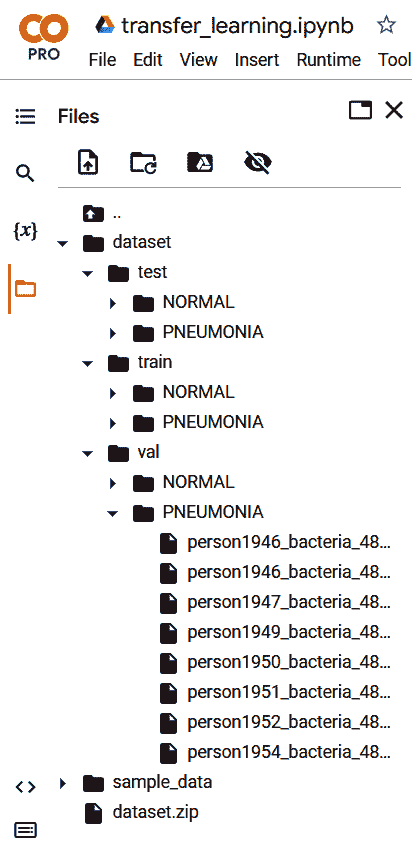 CO
PRO
transfer_learning.ipynb
File Edit View Insert Runtime Tool
Files
{x}
..
dataset
test
NORMAL
PNEUMONIA
train
NORMAL
PNEUMONIA
val
NORMAL
PNEUMONIA
person1946_bacteria_48...
person1946_bacteria_48...
person1947_bacteria_48...
person1949_bacteria_48...
person1950_bacteria_48...
person1951_bacteria_48...
person1952_bacteria_48...
person1954_bacteria_48...
sample_data
dataset.zip